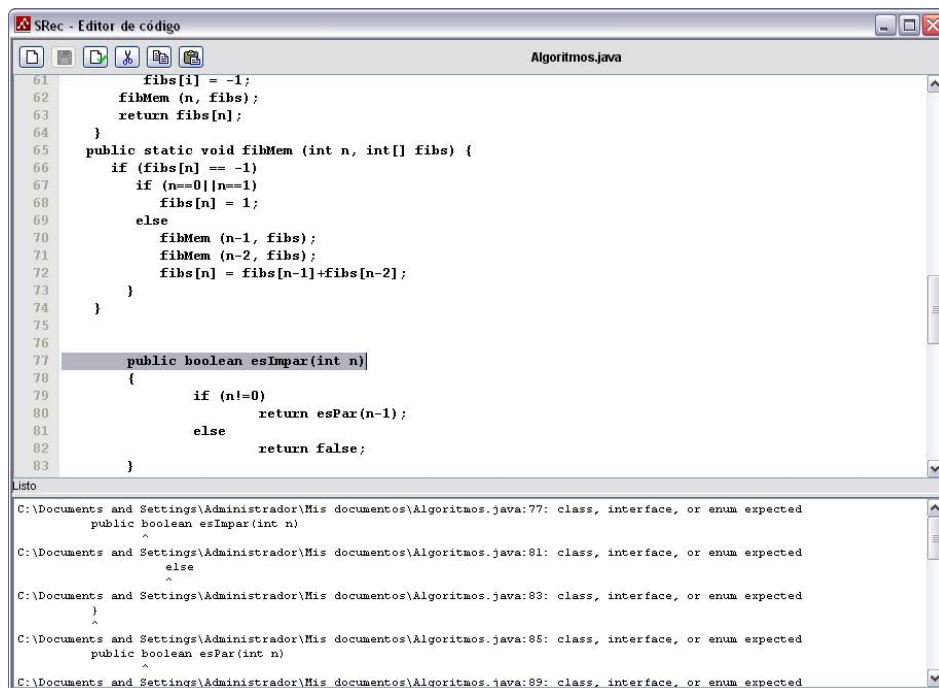 SRec - Editor de código
Algoritmos.java
61 fibs[i] = -1;
62 fibMem (n, fibs);
63 return fibs[n];
64 }
65 public static void fibMem (int n, int[] fibs) {
66 if (fibs[n] == -1)
67 if (n==0||n==1)
68 fibs[n] = 1;
69 else
70 fibMem (n-1, fibs);
71 fibMem (n-2, fibs);
72 fibs[n] = fibs[n-1]+fibs[n-2];
73 }
74 }
75
76
77 public boolean esImpar(int n)
78 {
79 if (n!=0)
80 return esPar(n-1);
81 else
82 return false;
83 }
Listo
C:\Documents and Settings\Administrador\Mis documentos\Algoritmos.java:77: class, interface, or enum expected
public boolean esImpar(int n)
^
C:\Documents and Settings\Administrador\Mis documentos\Algoritmos.java:81: class, interface, or enum expected
else
^
C:\Documents and Settings\Administrador\Mis documentos\Algoritmos.java:83: class, interface, or enum expected
}
^
C:\Documents and Settings\Administrador\Mis documentos\Algoritmos.java:85: class, interface, or enum expected
public boolean esPar(int n)
^
C:\Documents and Settings\Administrador\Mis documentos\Algoritmos.java:89: class, interface, or enum expected